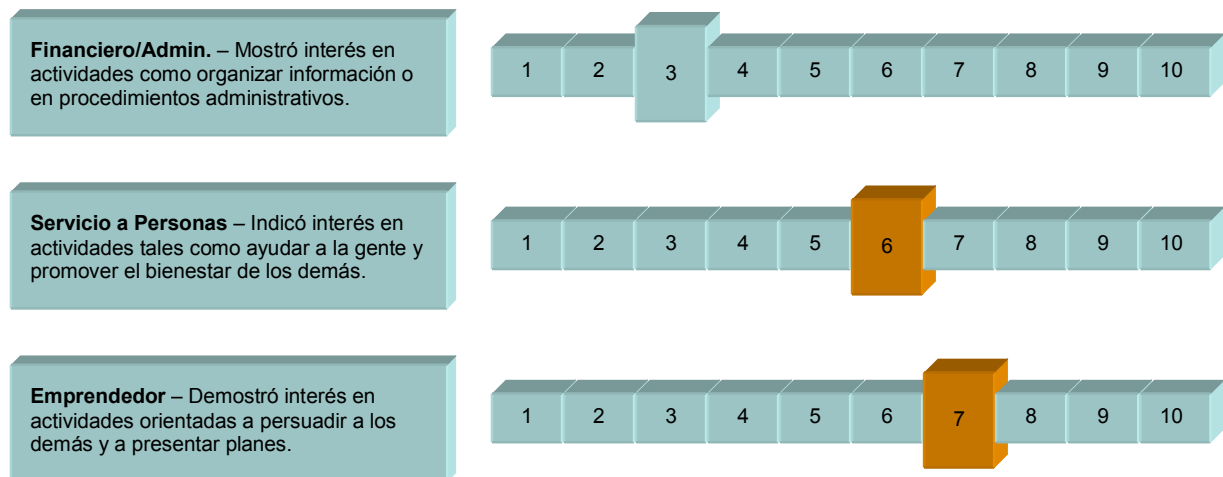 Financiero/Admin. – Mostró interés en
actividades como organizar información o
en procedimientos administrativos.
1 2 3 4 5 6 7 8 9 10
Servicio a Personas – Indicó interés en
actividades tales como ayudar a la gente y
promover el bienestar de los demás.
1 2 3 4 5 6 7 8 9 10
Emprendedor – Demostró interés en
actividades orientadas a persuadir a los
demás y a presentar planes.
1 2 3 4 5 6 7 8 9 10